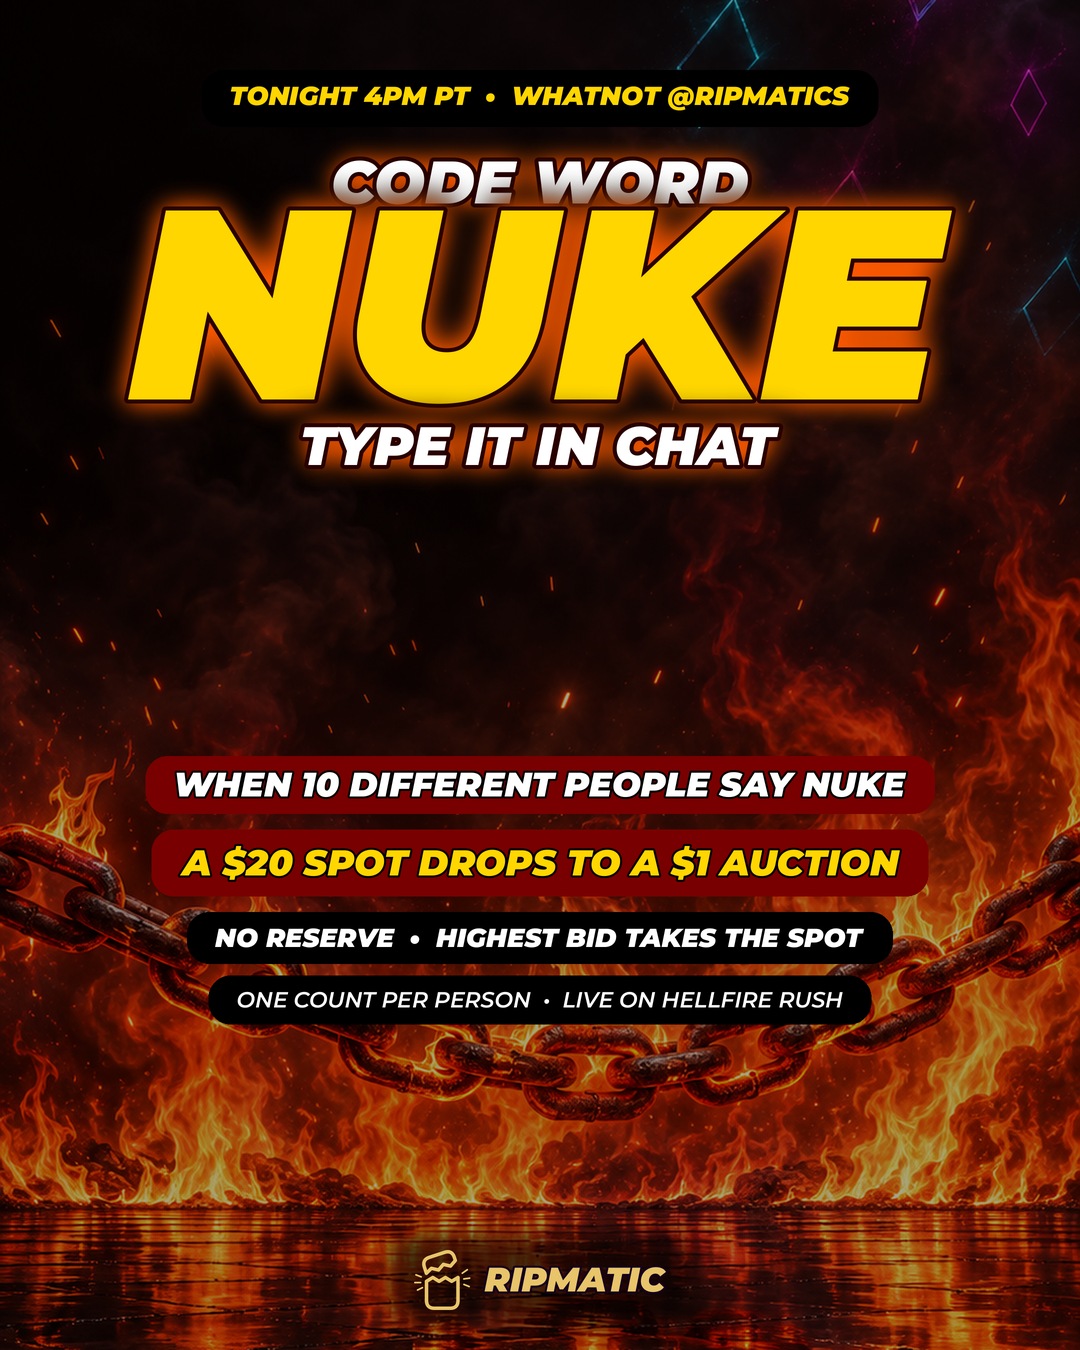 TONIGHT 4PM PT • WHATNOT @RIPMATICS
CODE WORD
NUKE
TYPE IT IN CHAT
WHEN 10 DIFFERENT PEOPLE SAY NUKE
A $20 SPOT DROPS TO A $1 AUCTION
NO RESERVE • HIGHEST BID TAKES THE SPOT
ONE COUNT PER PERSON • LIVE ON HELLFIRE RUSH
RIPMATIC